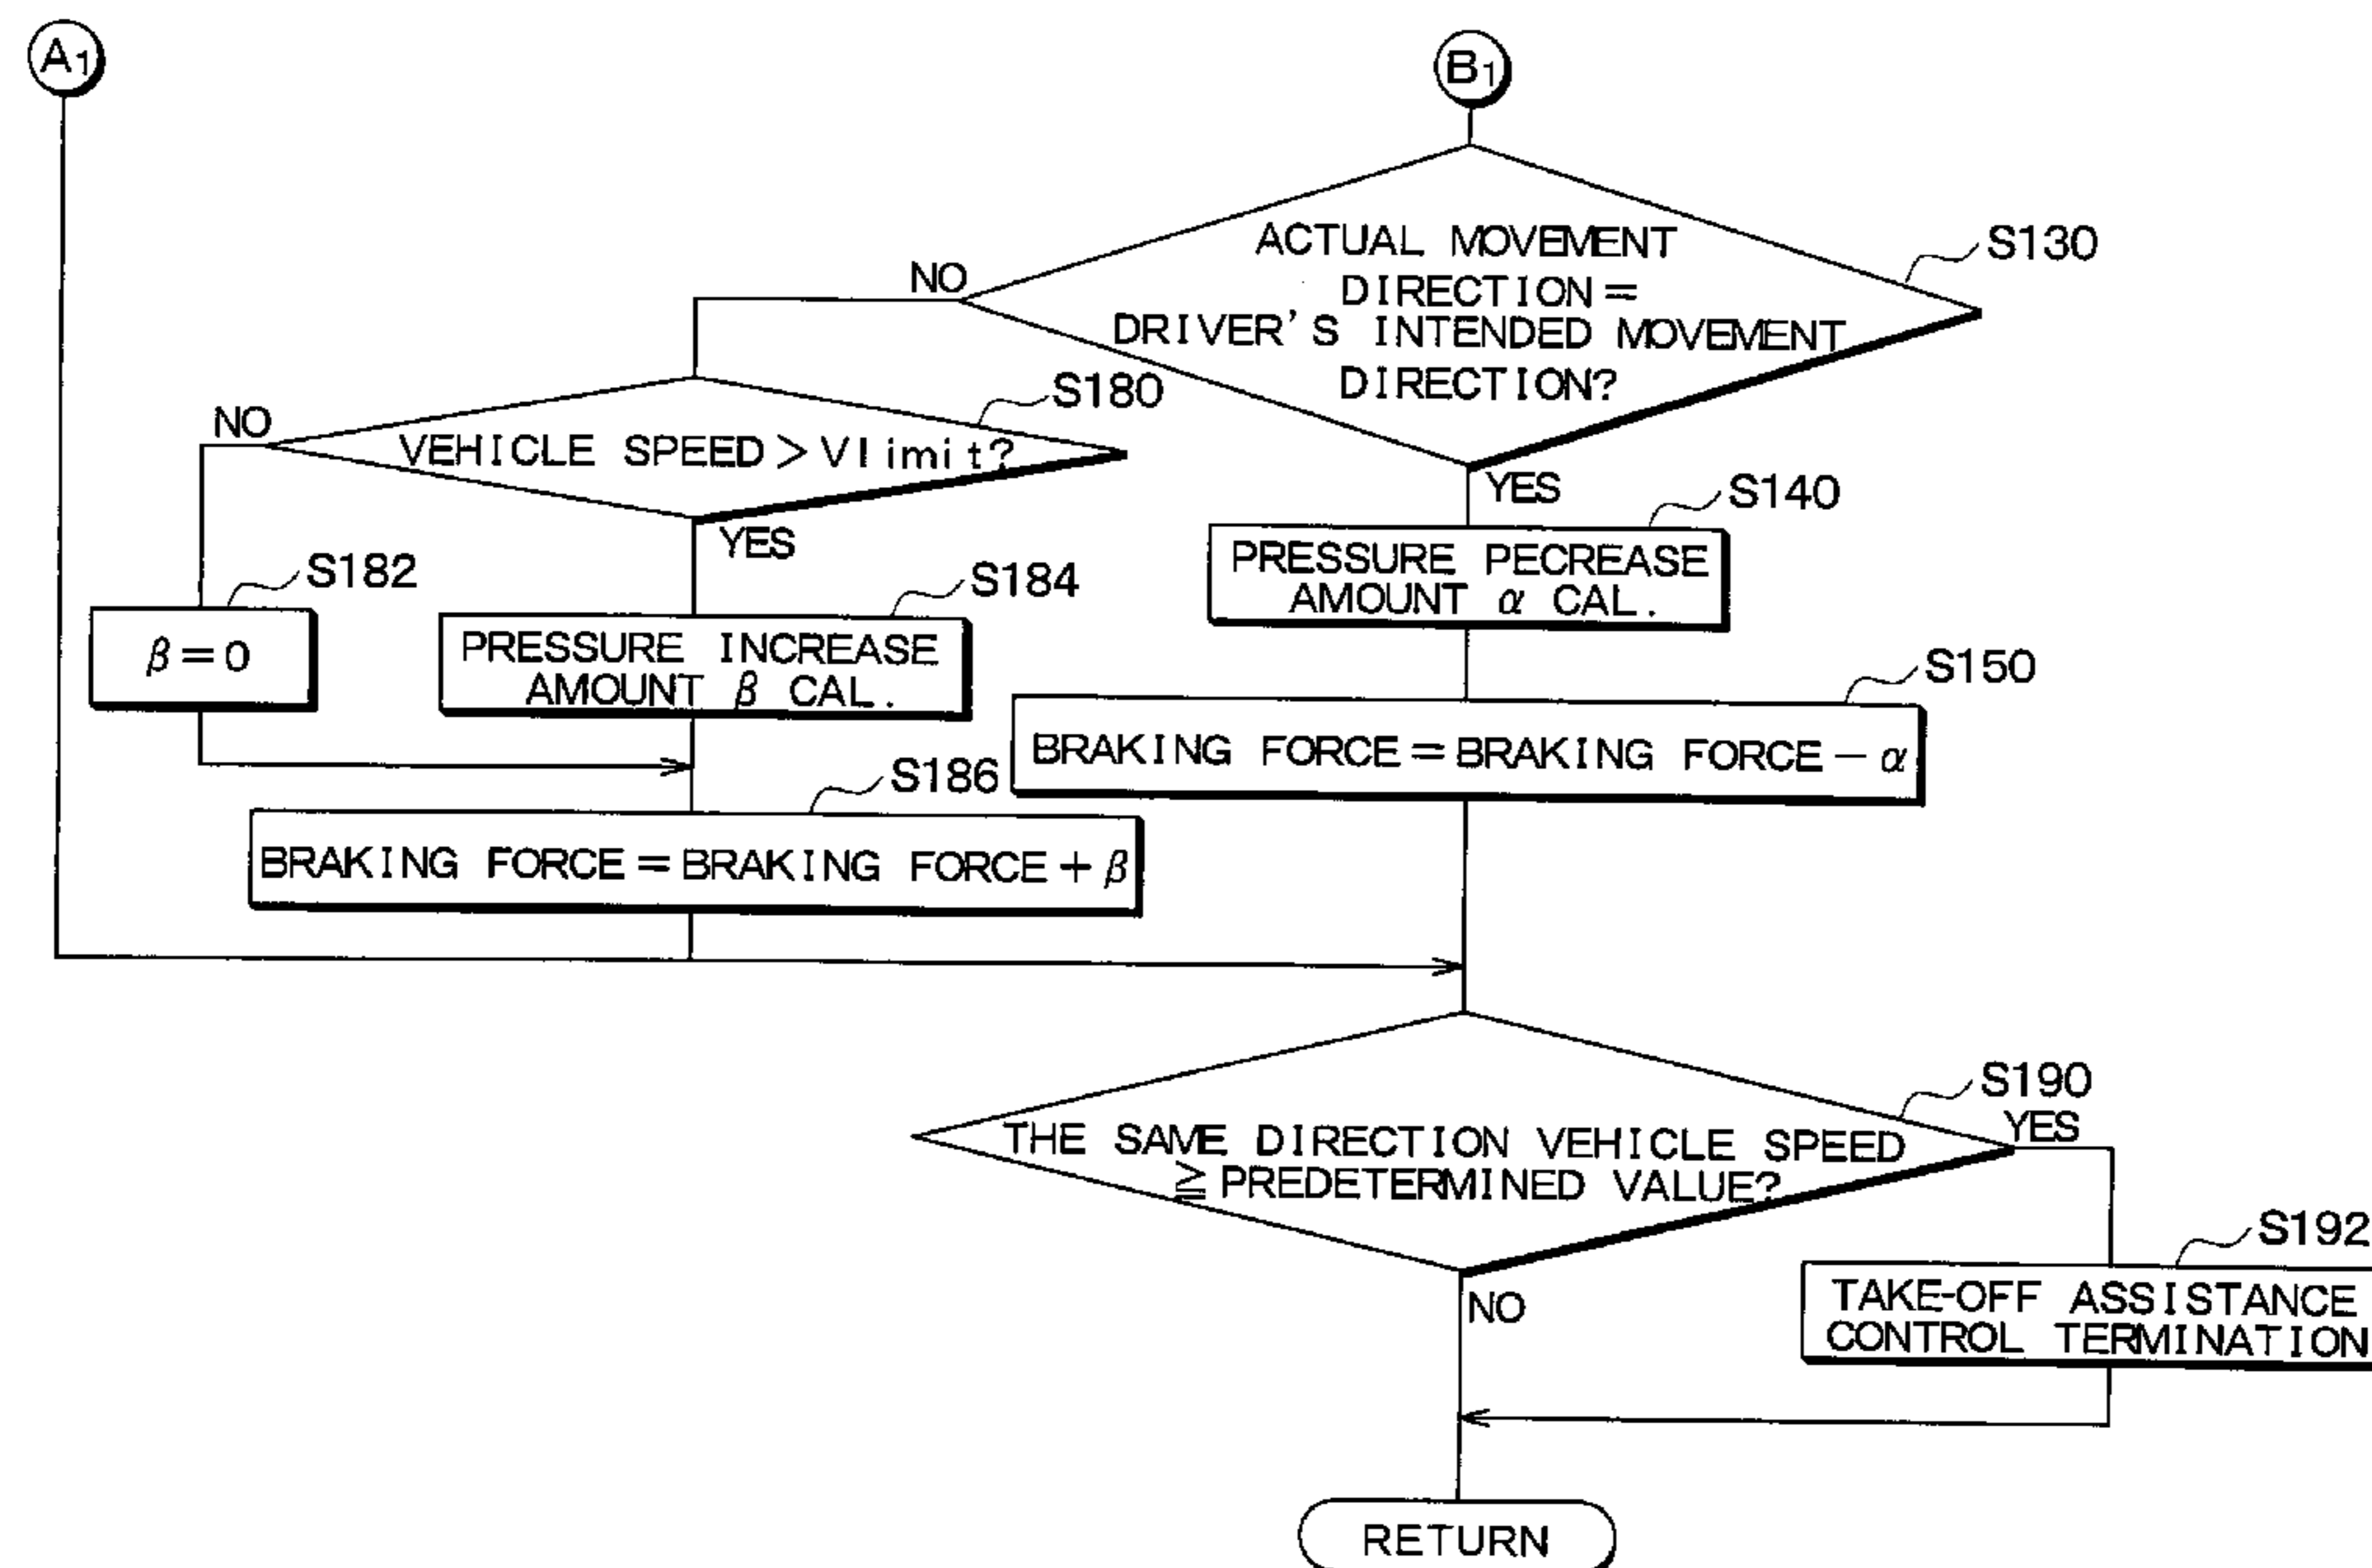 A1
B1
ACTUAL MOVEMENT
DIRECTION=
DRIVER'S INTENDED MOVEMENT
DIRECTION?
S130
NO
YES
VEHICLE SPEED>Vlimit?
S180
NO
YES
S140
PRESSURE PECREASE
AMOUNT α CAL.
S182
β=0
S184
PRESSURE INCREASE
AMOUNT β CAL.
S150
BRAKING FORCE=BRAKING FORCE-α
S186
BRAKING FORCE=BRAKING FORCE+β
S190
THE SAME DIRECTION VEHICLE SPEED
≧PREDETERMINED VALUE?
YES
NO
S192
TAKE-OFF ASSISTANCE
CONTROL TERMINATION
RETURN